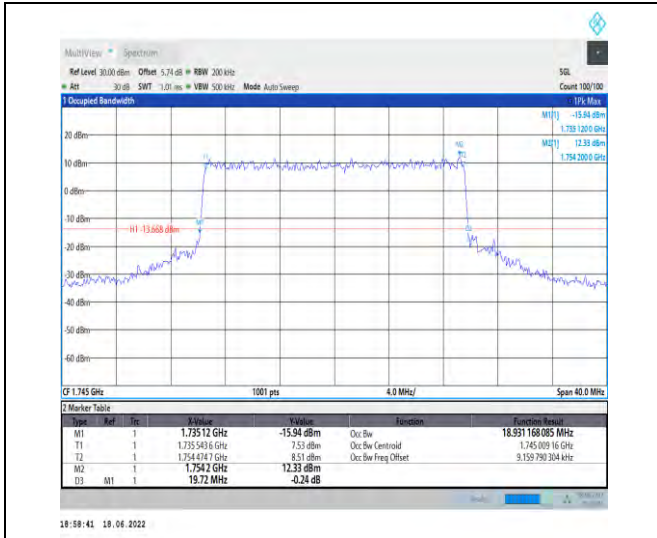 MultiView Spectrum
Ref Level 30.00 dBm Offset 5.74 dB RBW 200 kHz SGL
Att 30 dB SWT 1.01 ms VBW 500 kHz Mode Auto Sweep Count 100/100
1 Occupied Bandwidth 1Pk Max
M1[1] -15.94 dBm
1.735 120 0 GHz
20 dBm
M2 M2[1] 12.33 dBm
1.754 200 0 GHz
10 dBm
0 dBm
-10 dBm
M1
H1 -13.668 dBm
-20 dBm
-30 dBm
-40 dBm
-50 dBm
-60 dBm
CF 1.745 GHz 1001 pts 4.0 MHz/ Span 40.0 MHz
2 Marker Table
Type Ref Trc X-Value Y-Value Function Function Result
M1 1 1.73512 GHz -15.94 dBm Occ Bw 18.931 168 085 MHz
T1 1 1.735 543 6 GHz 7.53 dBm Occ Bw Centroid 1.745 009 16 GHz
T2 1 1.754 474 7 GHz 8.51 dBm Occ Bw Freq Offset 9.159 790 304 kHz
M2 1 1.7542 GHz 12.33 dBm
D3 M1 1 19.72 MHz -0.24 dB
18:58:41 18.06.2022